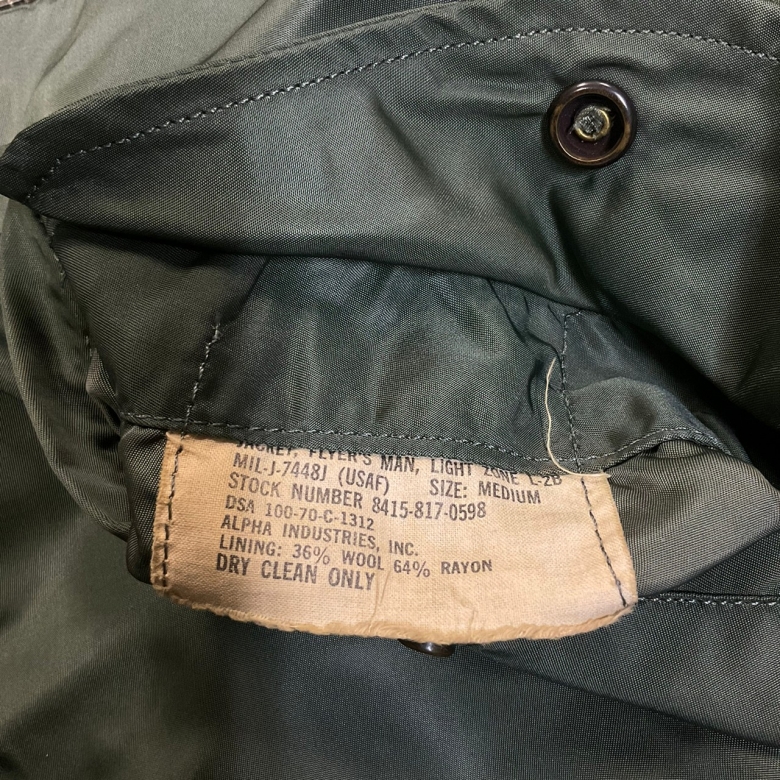 JACKET, FLYER'S MAN, LIGHT ZONE L-2B
MIL-J-7448J (USAF) SIZE: MEDIUM
STOCK NUMBER 8415-817-0598
DSA 100-70-C-1312
ALPHA INDUSTRIES, INC.
LINING: 36% WOOL 64% RAYON
DRY CLEAN ONLY